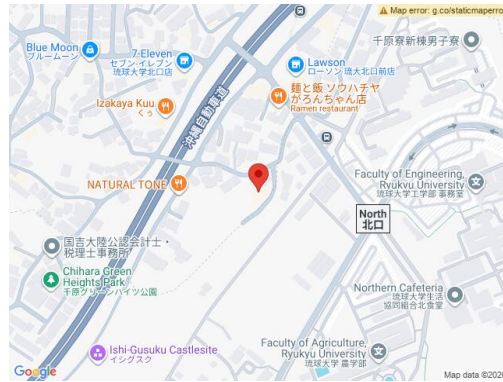 Map error: g.co/staticmaperro
Blue Moon
ブルームーン
7 Eleven
セブン-イレブン
琉球大学北口店
Lawson
ローソン 琉大北口前店
千原寮新棟男子寮
Izakaya Kuu
くぅ
沖縄自動車道
麺と飯 ソウハチヤ
がろんちゃん店
Ramen restaurant
NATURAL TONE
Faculty of Engineering,
Ryukyu University
琉球大学工学部 事務室
North
北口
国吉大陸公認会計士・
税理士事務所
Chihara Green
Heights Park
千原グリーンハイツ公園
Northern Cafeteria
琉球大学生活
協同組合北食堂
Ishi-Gusuku Castlesite
イシグスク
Faculty of Agriculture,
Ryukyu University
琉球大学 農学部
Google
Map data ©2026